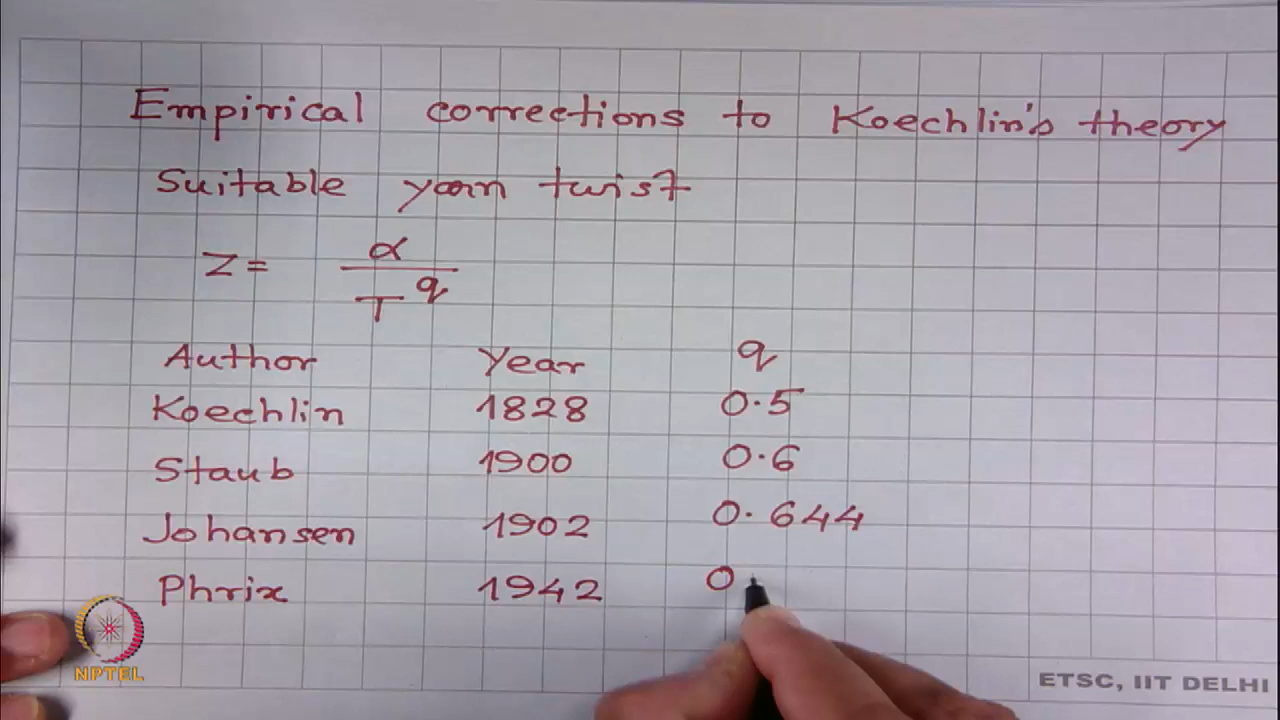 Empirical corrections to Koechlin's theory
Suitable yarn twist
Z = α / T^q
Author Year q
Koechlin 1828 0.5
Staub 1900 0.6
Johansen 1902 0.644
Phrix 1942 0.
NPTEL
ETSC, IIT DELHI